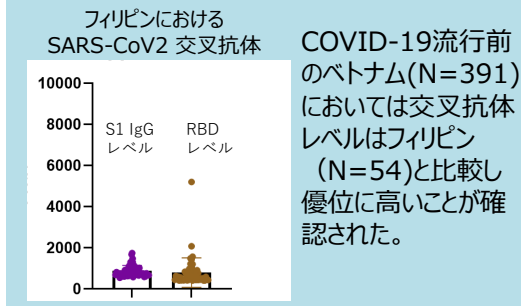 フィリピンにおける
SARS-CoV2 交叉抗体
10000
8000
6000
4000
2000
0
S1 IgG
レベル
RBD
レベル
COVID-19流行前
のベトナム(N=391)
においては交叉抗体
レベルはフィリピン
（N=54)と比較し
優位に高いことが確
認された。